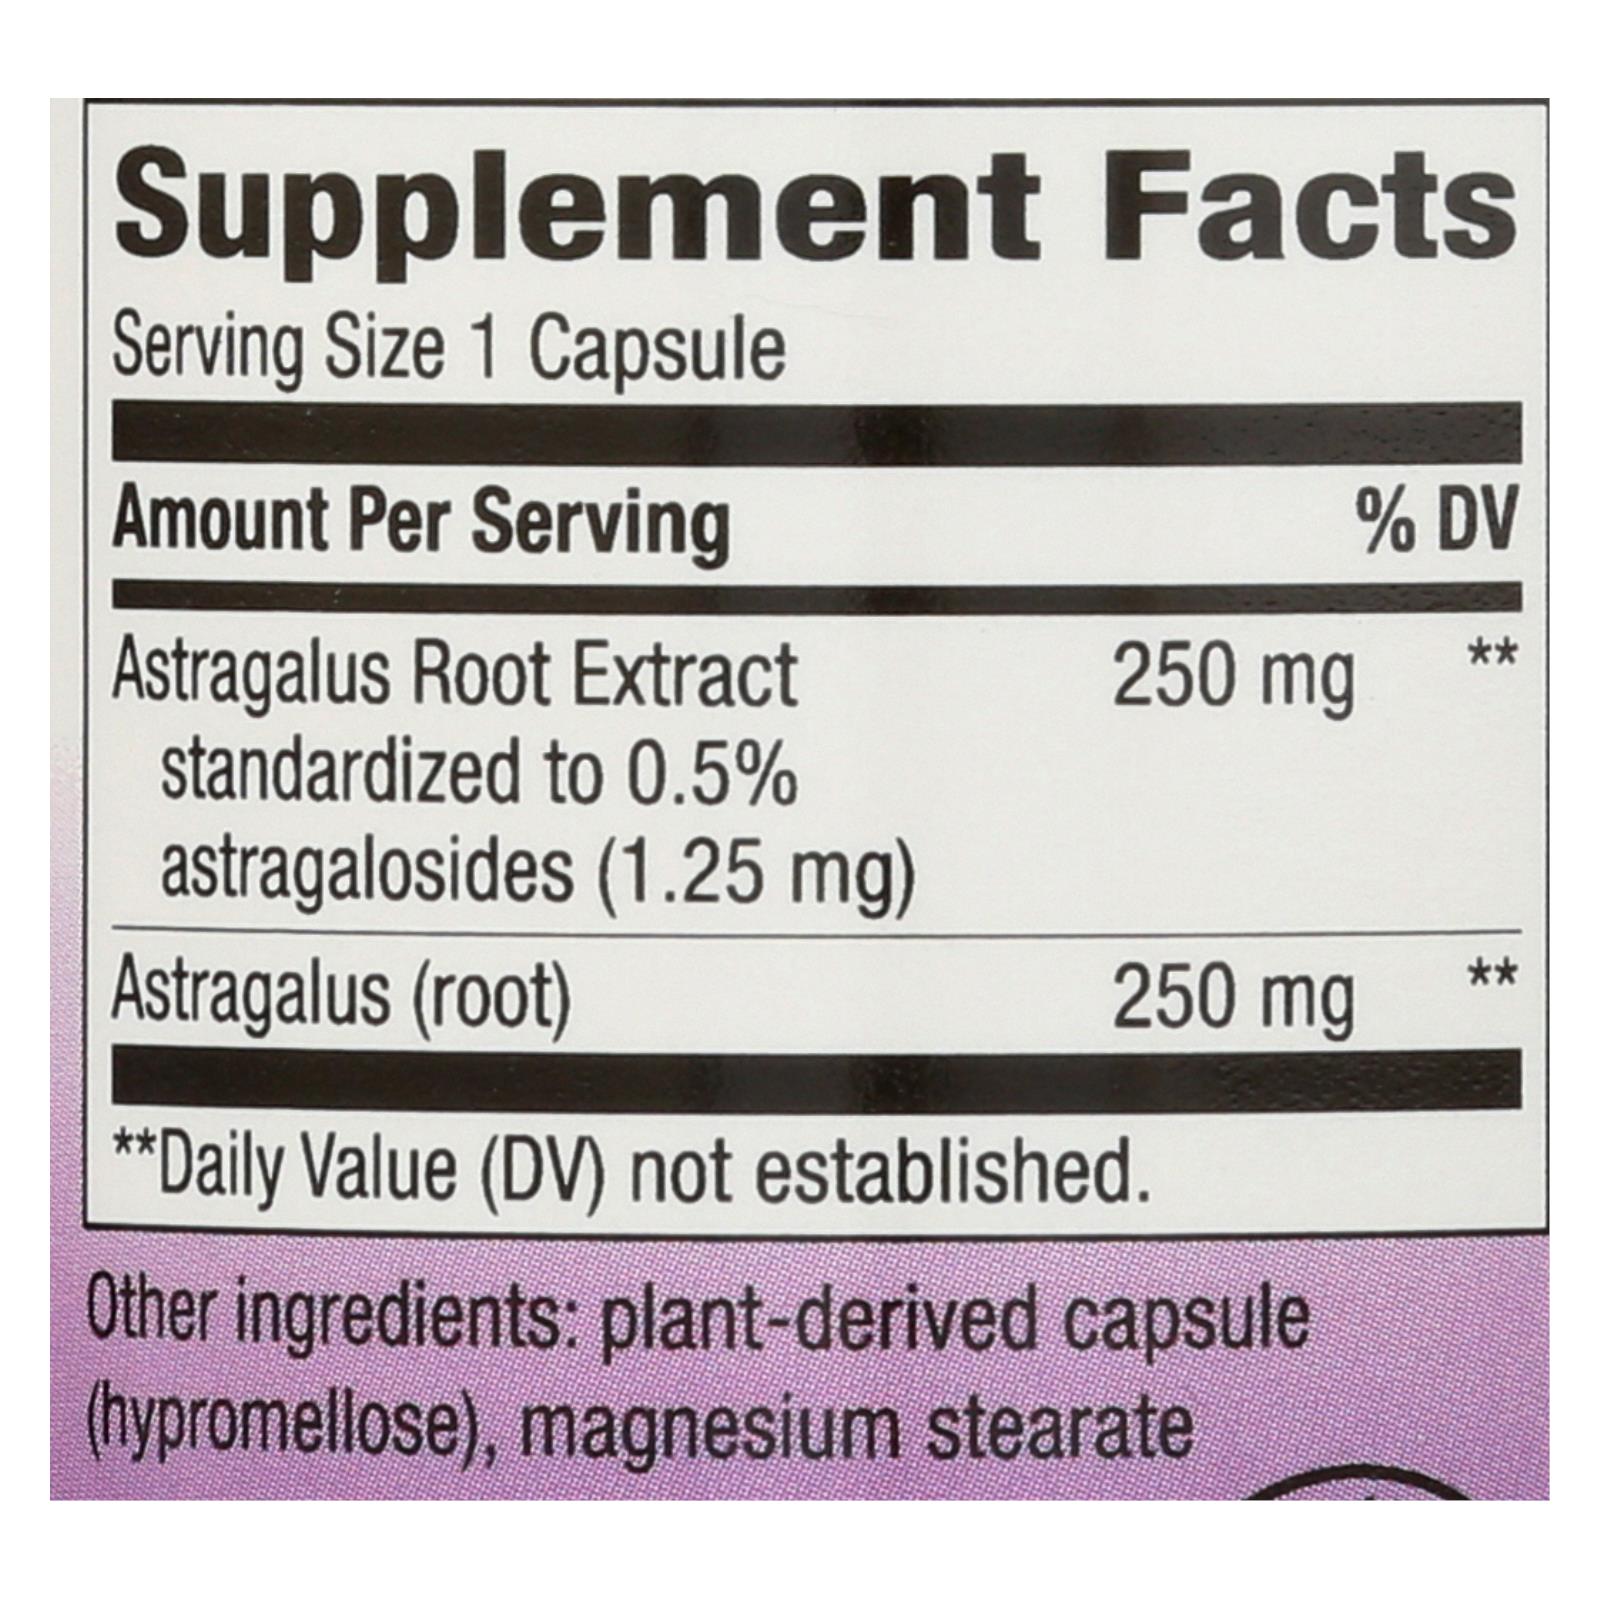 Supplement Facts
Serving Size 1 Capsule
Amount Per Serving % DV
Astragalus Root Extract 250 mg **
standardized to 0.5%
astragalosides (1.25 mg)
Astragalus (root) 250 mg **
**Daily Value (DV) not established.
Other ingredients: plant-derived capsule
(hypromellose), magnesium stearate